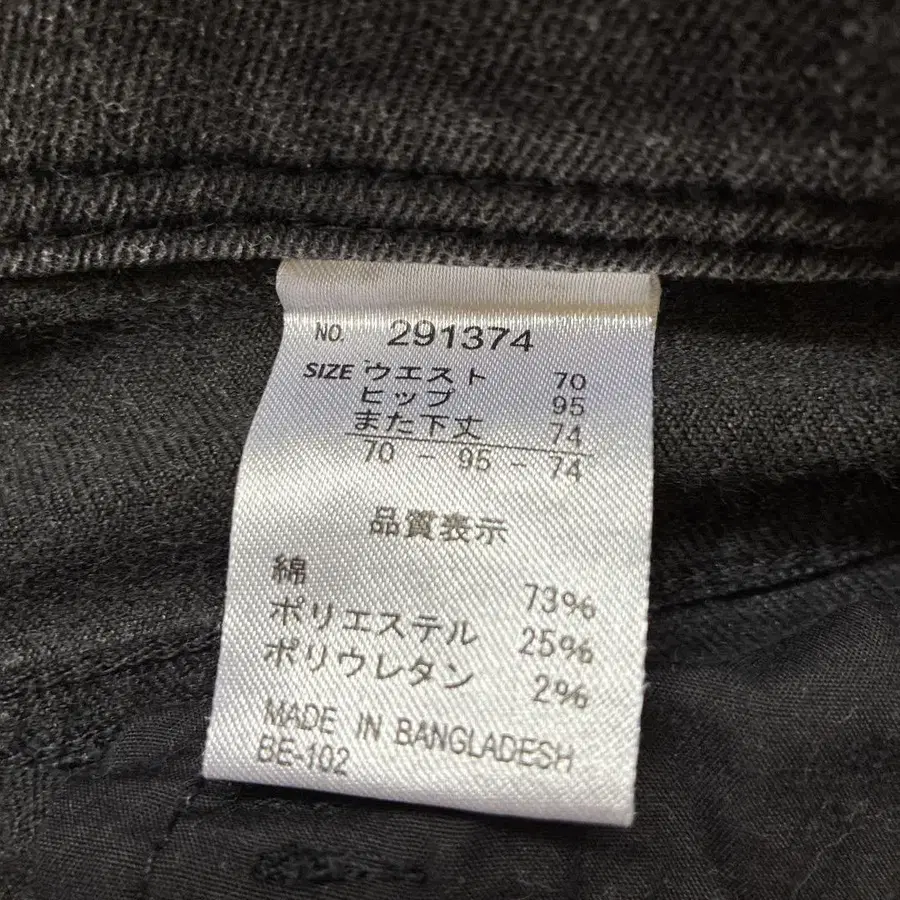 NO. 291374
SIZE ウエスト 70
ヒップ 95
また下丈 74
70 - 95 - 74
品質表示
綿 73%
ポリエステル 25%
ポリウレタン 2%
MADE IN BANGLADESH
BE-102